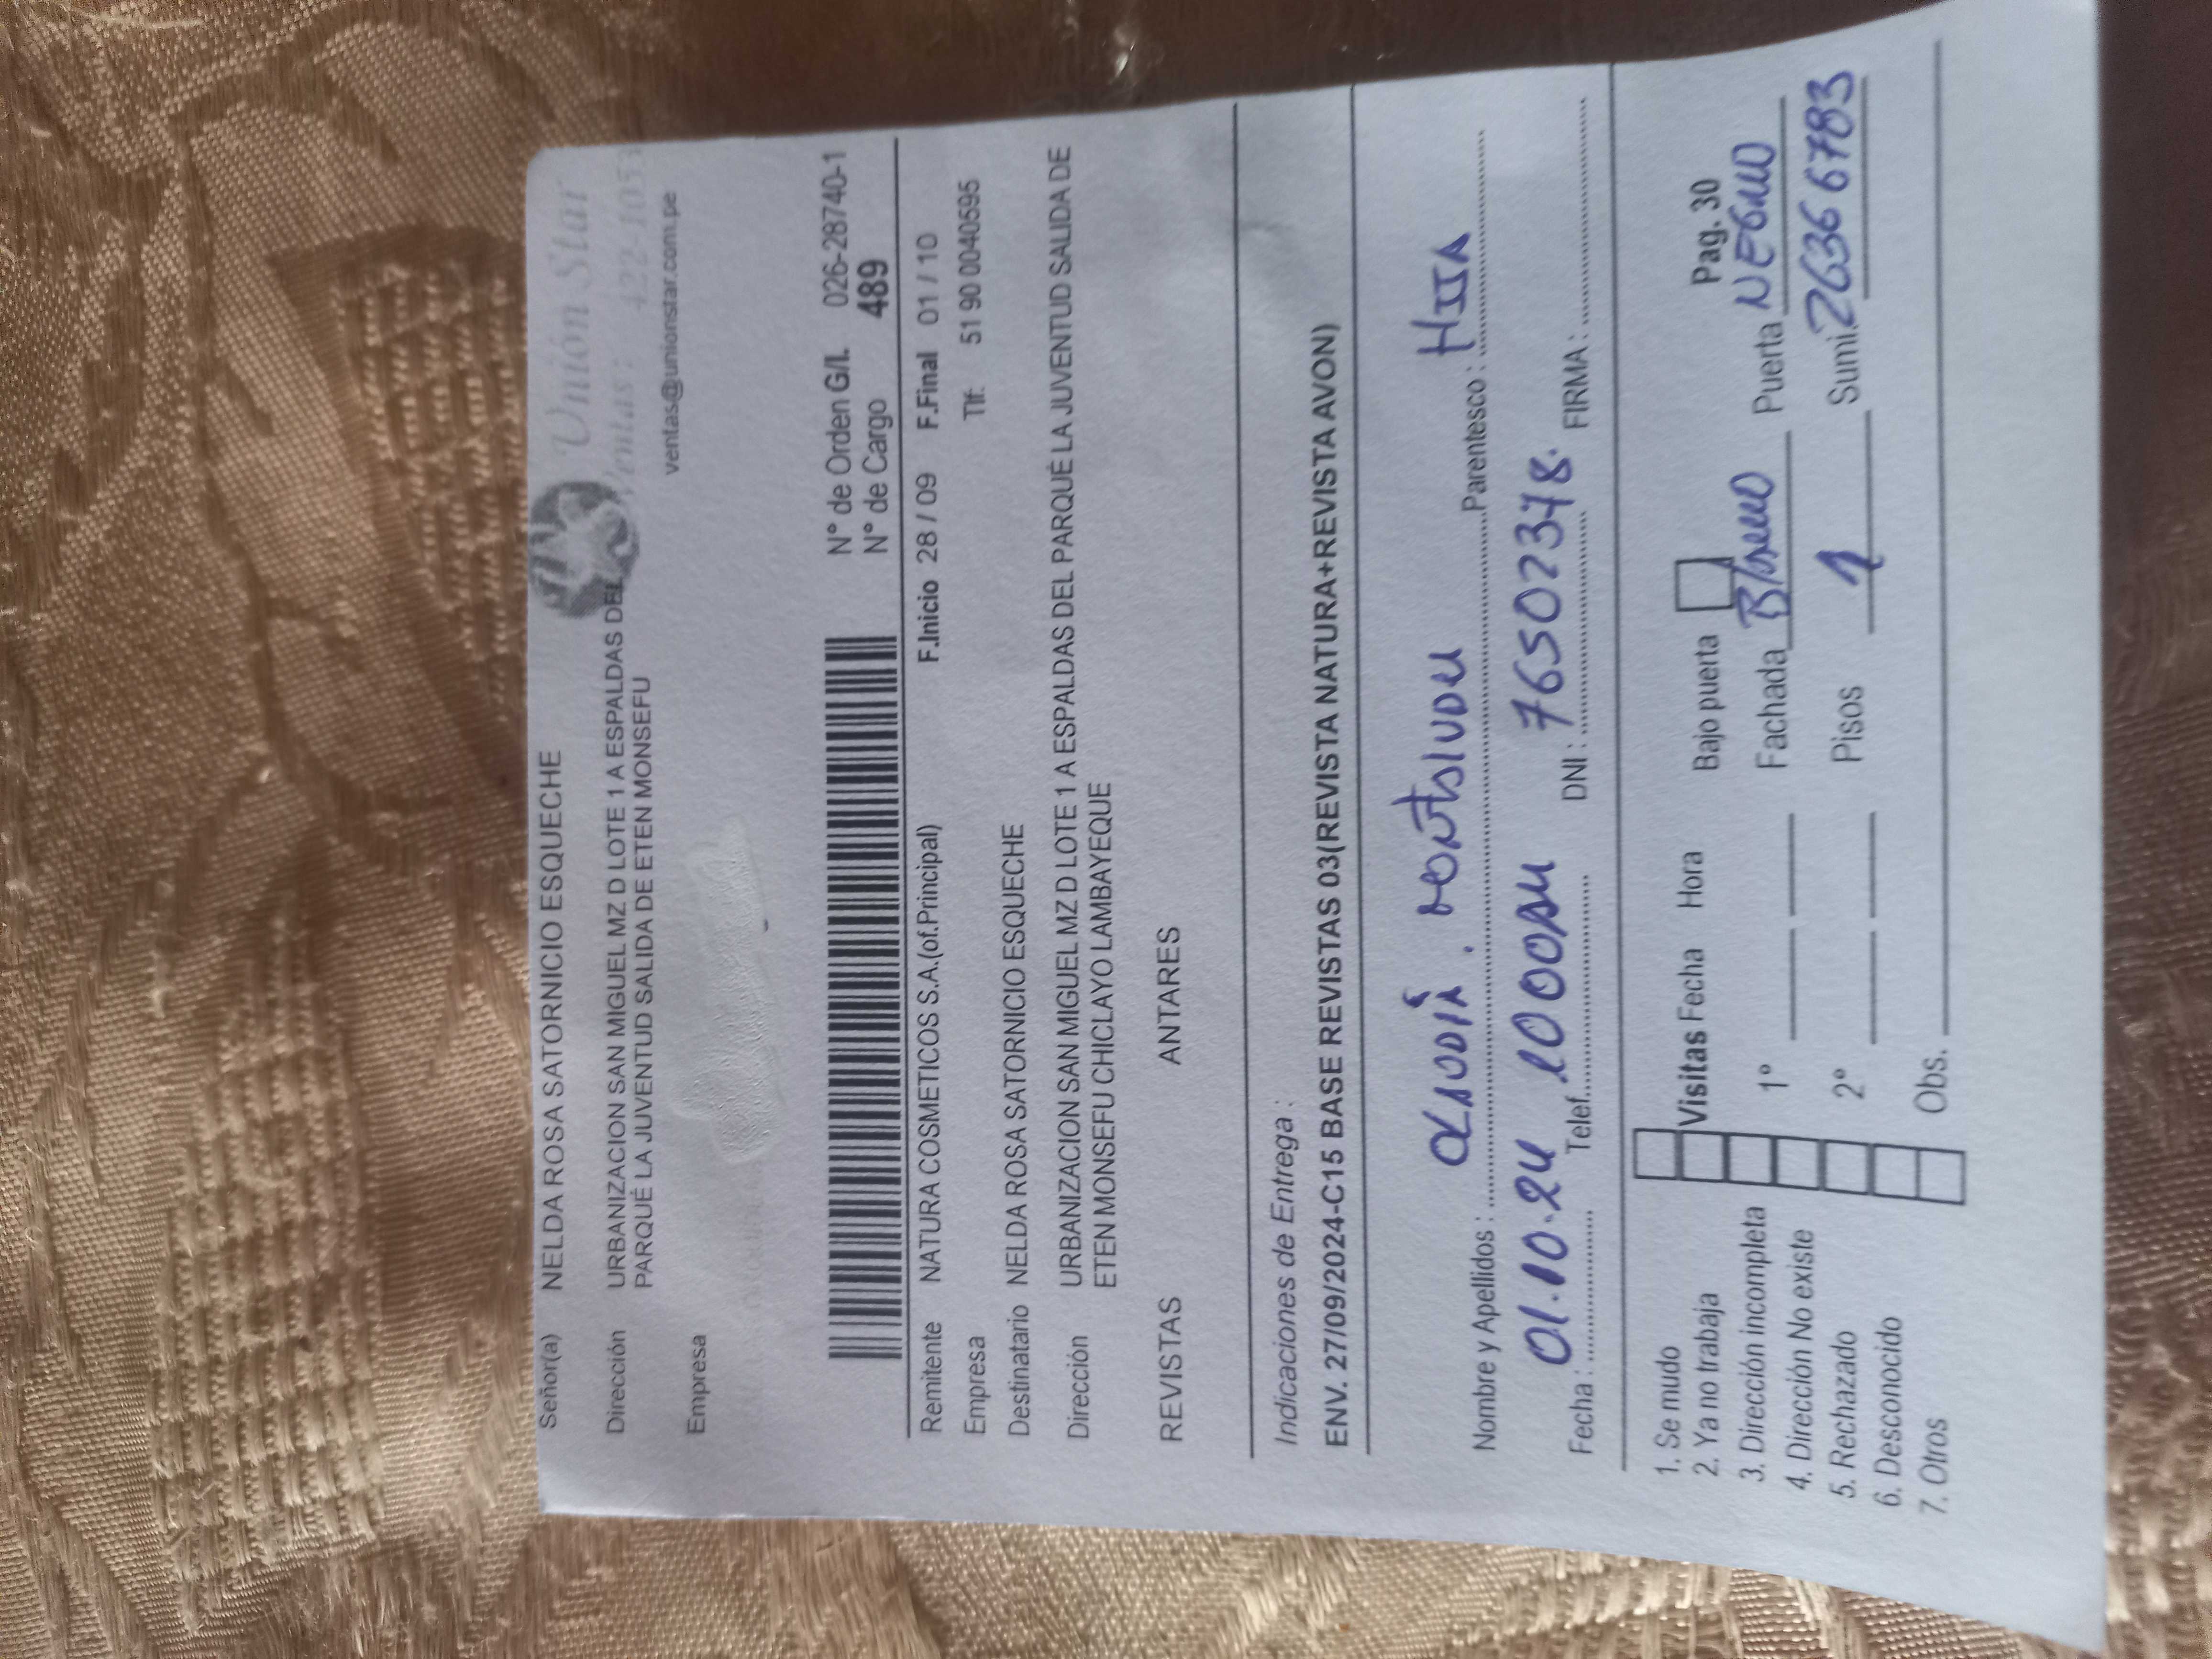 Unión Star
Ventas : 422-105
ventas@unionstar.com.pe
Señor(a) NELDA ROSA SATORNICIO ESQUECHE
Dirección URBANIZACION SAN MIGUEL MZ D LOTE 1 A ESPALDAS DEL
PARQUE LA JUVENTUD SALIDA DE ETEN MONSEFU
Empresa
N° de Orden G/L 026-28740-1
N° de Cargo 489
F.Inicio 28 / 09 F.Final 01 / 10
Remitente NATURA COSMETICOS S.A.(of.Principal)
Empresa Tlf: 51 90 0040595
Destinatario NELDA ROSA SATORNICIO ESQUECHE
Dirección URBANIZACION SAN MIGUEL MZ D LOTE 1 A ESPALDAS DEL PARQUE LA JUVENTUD SALIDA DE
ETEN MONSEFU CHICLAYO LAMBAYEQUE
REVISTAS ANTARES
Indicaciones de Entrega :
ENV. 27/09/2024-C15 BASE REVISTAS 03(REVISTA NATURA+REVISTA AVON)
Nombre y Apellidos : Claudia . Parentesco : HIJA
Fecha : 01.10.24 Telef. 10 00am DNI : 76502378. FIRMA :
1. Se mudo
2. Ya no trabaja
3. Dirección incompleta
4. Dirección No existe
5. Rechazado
6. Desconocido
7. Otros
Visitas Fecha Hora Bajo puerta Pag. 30
1° Fachada Blanco Puerta NEGRO
2° Pisos 1 Sumi. 26366783
Obs.